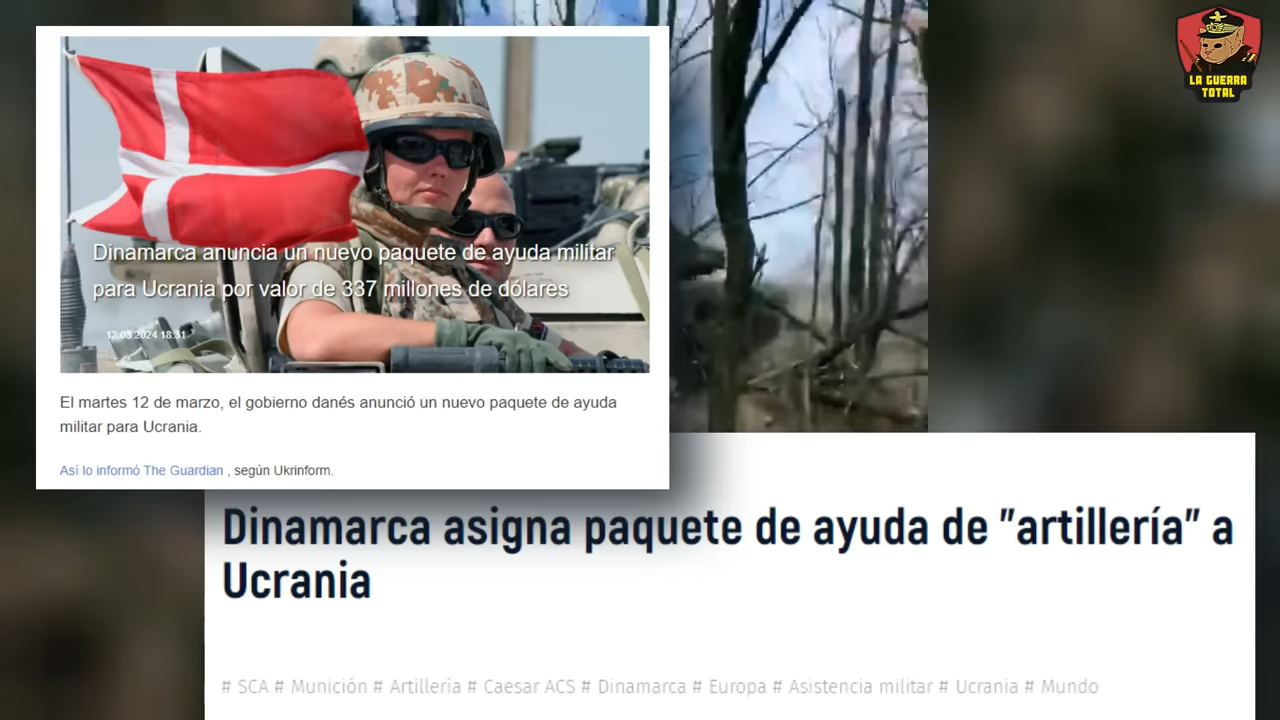 LA GUERRA
TOTAL
Dinamarca anuncia un nuevo paquete de ayuda militar
para Ucrania por valor de 337 millones de dólares
12.03.2024 18:31
El martes 12 de marzo, el gobierno danés anunció un nuevo paquete de ayuda
militar para Ucrania.
Así lo informó The Guardian , según Ukrinform.
Dinamarca asigna paquete de ayuda de "artillería" a
Ucrania
# SCA # Munición # Artillería # Caesar ACS # Dinamarca # Europa # Asistencia militar # Ucrania # Mundo